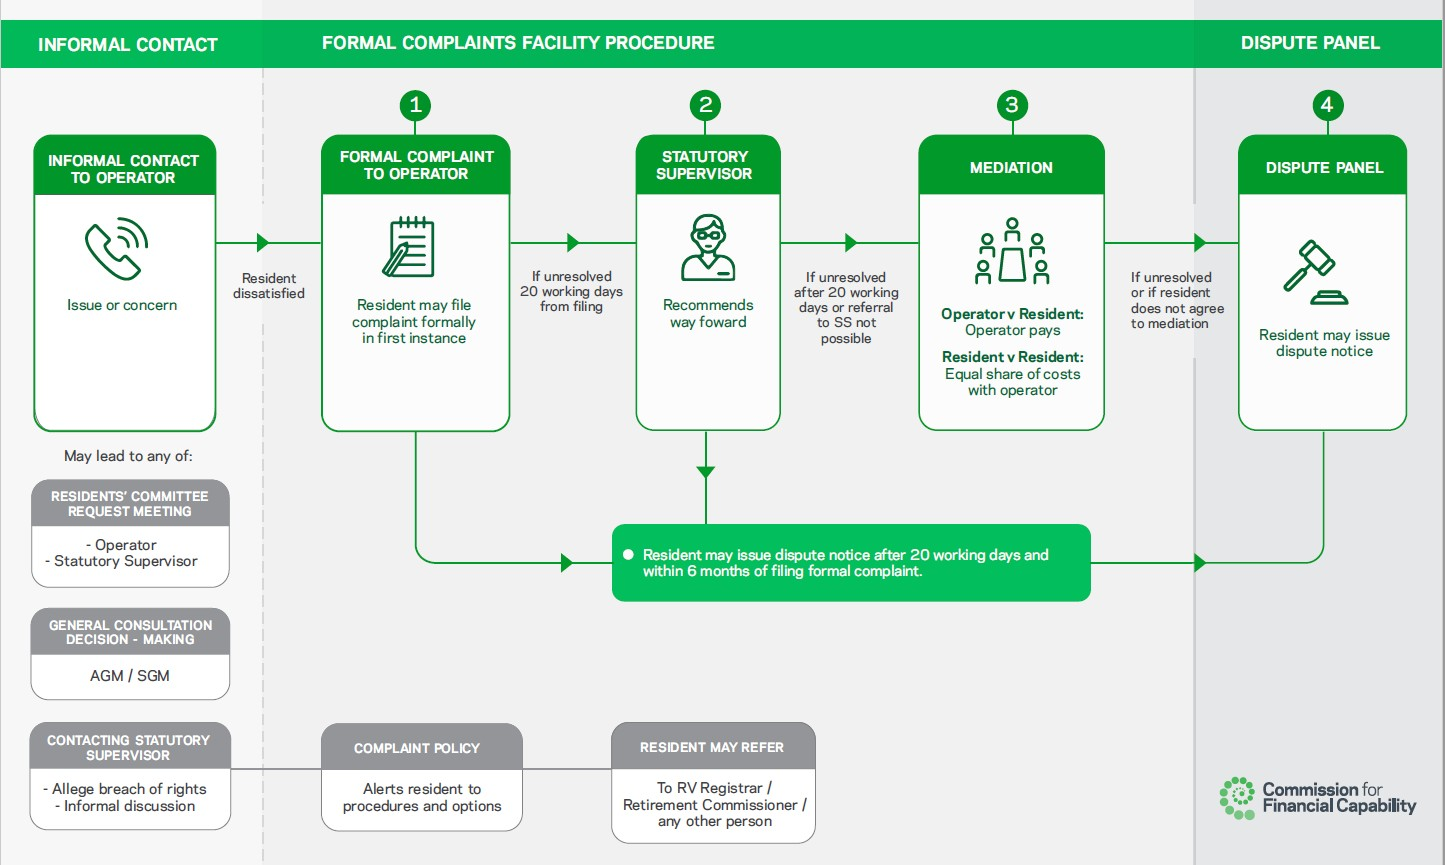 INFORMAL CONTACT
FORMAL COMPLAINTS FACILITY PROCEDURE
DISPUTE PANEL
1
2
3
4
INFORMAL CONTACT
TO OPERATOR
Issue or concern
Resident
dissatisfied
FORMAL COMPLAINT
TO OPERATOR
Resident may file
complaint formally
in first instance
If unresolved
20 working days
from filing
STATUTORY
SUPERVISOR
Recommends
way foward
If unresolved
after 20 working
days or referral
to SS not
possible
MEDIATION
Operator v Resident:
Operator pays
Resident v Resident:
Equal share of costs
with operator
If unresolved
or if resident
does not agree
to mediation
DISPUTE PANEL
Resident may issue
dispute notice
May lead to any of:
RESIDENTS' COMMITTEE
REQUEST MEETING
- Operator
- Statutory Supervisor
Resident may issue dispute notice after 20 working days and
within 6 months of filing formal complaint.
GENERAL CONSULTATION
DECISION - MAKING
AGM / SGM
CONTACTING STATUTORY
SUPERVISOR
- Allege breach of rights
- Informal discussion
COMPLAINT POLICY
Alerts resident to
procedures and options
RESIDENT MAY REFER
To RV Registrar /
Retirement Commissioner /
any other person
Commission for
Financial Capability